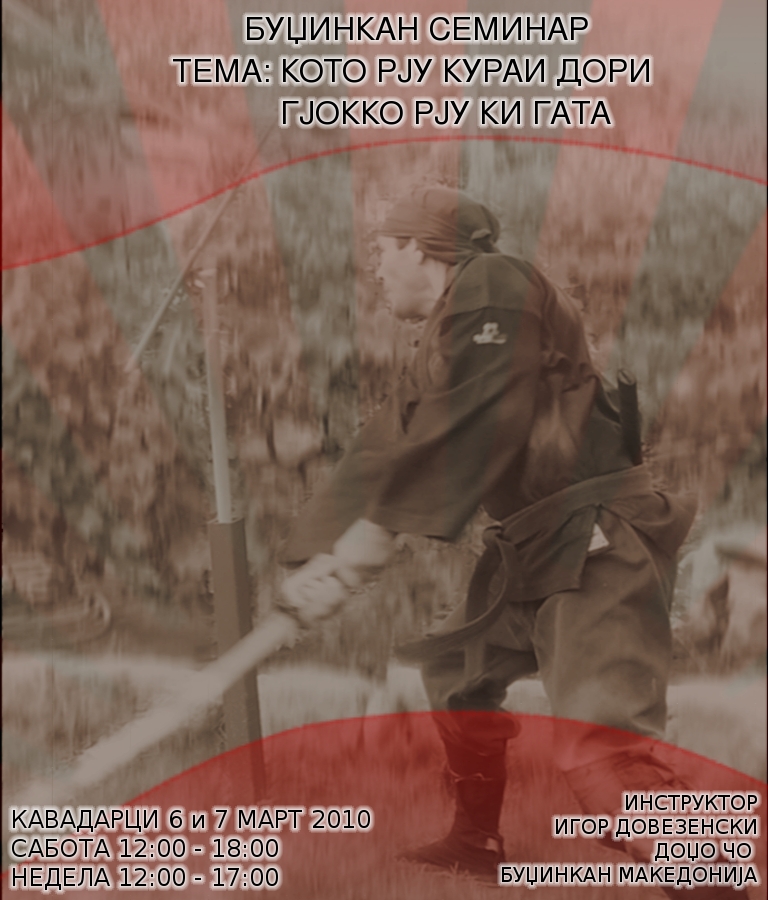 БУЏИНКАН СЕМИНАР
ТЕМА: КОТО РЈУ КУРАИ ДОРИ
ГЈОККО РЈУ КИ ГАТА
КАВАДАРЦИ 6 и 7 МАРТ 2010
САБОТА 12:00 - 18:00
НЕДЕЛА 12:00 - 17:00
ИНСТРУКТОР
ИГОР ДОВЕЗЕНСКИ
ДОЏО ЧО
БУЏИНКАН МАКЕДОНИЈА